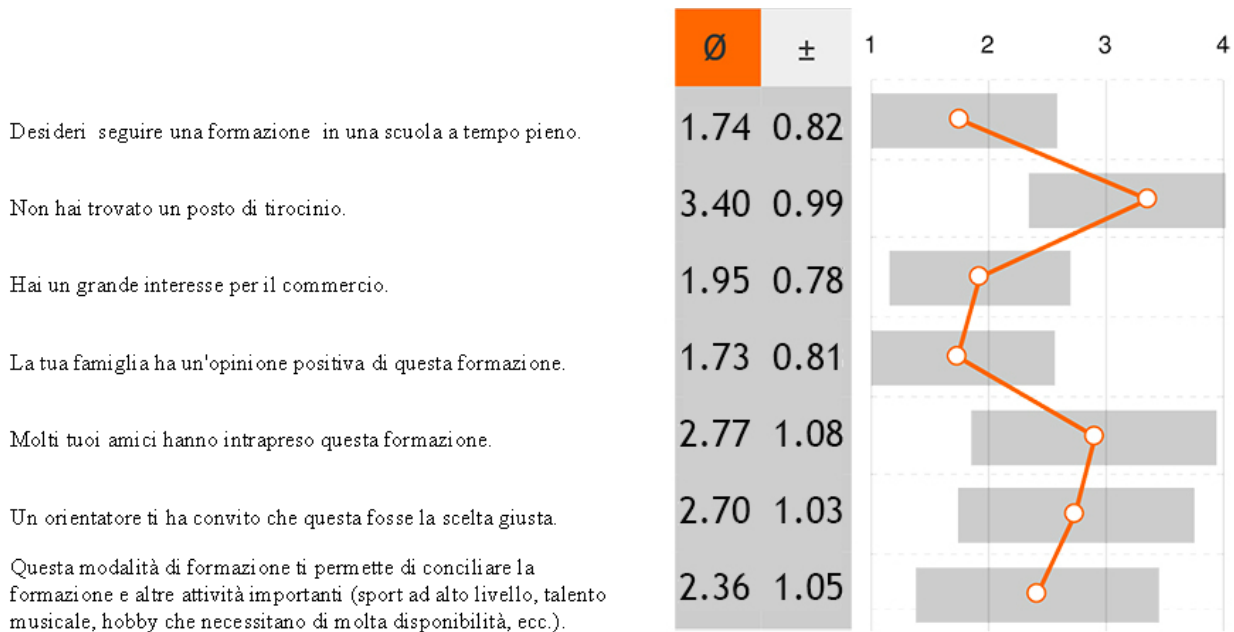 Ø ± 1 2 3 4
Desideri seguire una formazione in una scuola a tempo pieno. 1.74 0.82
Non hai trovato un posto di tirocinio. 3.40 0.99
Hai un grande interesse per il commercio. 1.95 0.78
La tua famiglia ha un'opinione positiva di questa formazione. 1.73 0.81
Molti tuoi amici hanno intrapreso questa formazione. 2.77 1.08
Un orientatore ti ha convito che questa fosse la scelta giusta. 2.70 1.03
Questa modalità di formazione ti permette di conciliare la
formazione e altre attività importanti (sport ad alto livello, talento 2.36 1.05
musicale, hobby che necessitano di molta disponibilità, ecc.).